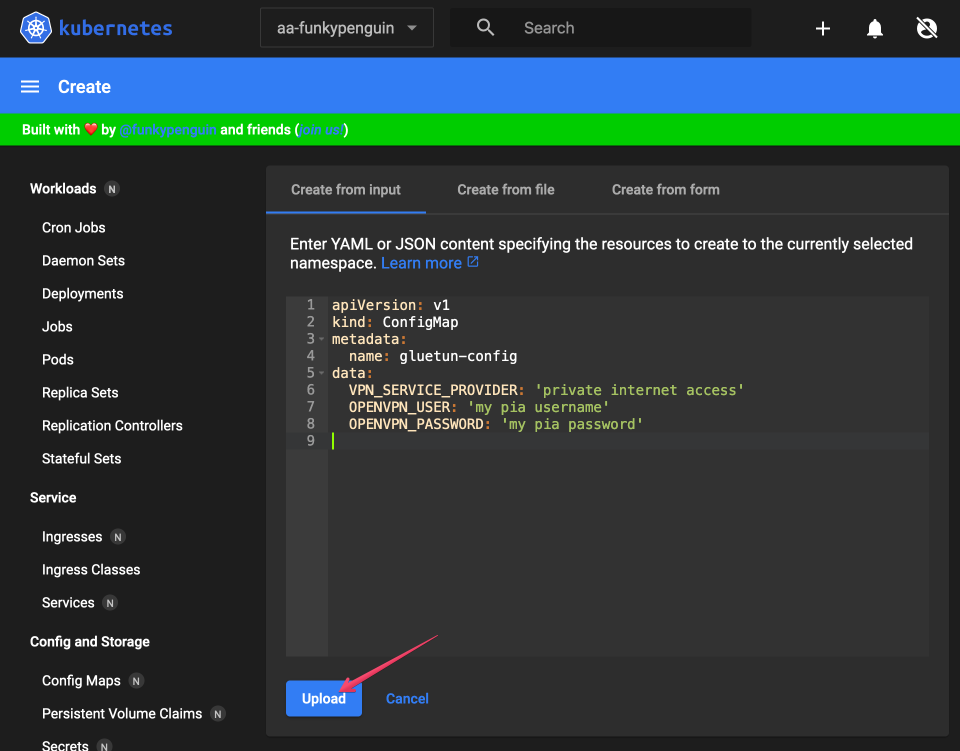 kubernetes
aa-funkypenguin
Search
Create
Built with ❤️ by @funkypenguin and friends (join us!)
Workloads N
Cron Jobs
Daemon Sets
Deployments
Jobs
Pods
Replica Sets
Replication Controllers
Stateful Sets
Service
Ingresses N
Ingress Classes
Services N
Config and Storage
Config Maps N
Persistent Volume Claims N
Secrets N
Create from input
Create from file
Create from form
Enter YAML or JSON content specifying the resources to create to the currently selected
namespace. Learn more
1 apiVersion: v1
2 kind: ConfigMap
3 metadata:
4   name: gluetun-config
5 data:
6   VPN_SERVICE_PROVIDER: 'private internet access'
7   OPENVPN_USER: 'my pia username'
8   OPENVPN_PASSWORD: 'my pia password'
9
Upload
Cancel